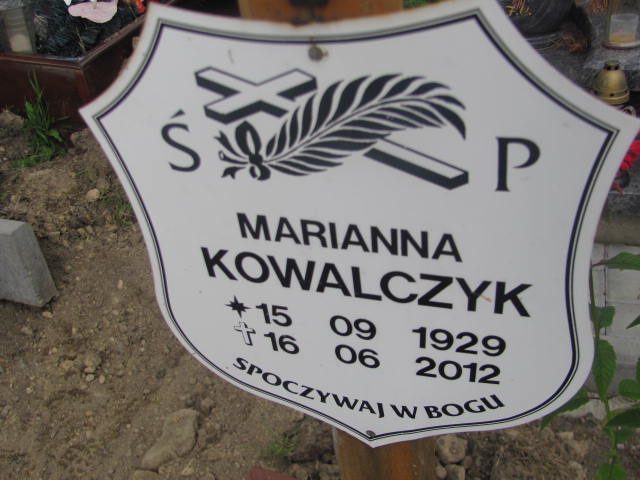 Ś P
MARIANNA
KOWALCZYK
15 09 1929
16 06 2012
SPOCZYWAJ W BOGU